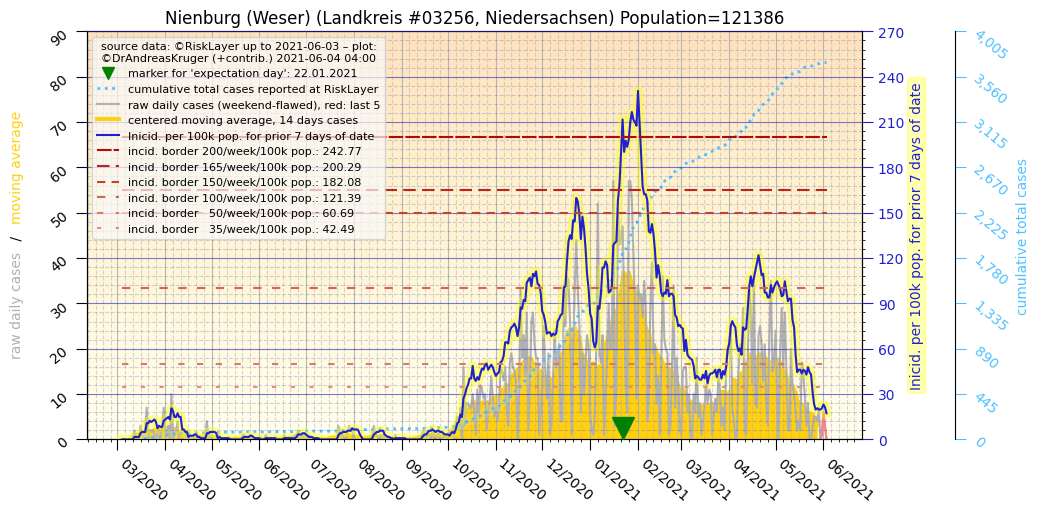 Nienburg (Weser) (Landkreis #03256, Niedersachsen) Population=121386
source data: ©RiskLayer up to 2021-06-03 – plot:
©DrAndreasKruger (+contrib.) 2021-06-04 04:00
marker for 'expectation day': 22.01.2021
cumulative total cases reported at RiskLayer
raw daily cases (weekend-flawed), red: last 5
centered moving average, 14 days cases
Inicid. per 100k pop. for prior 7 days of date
incid. border 200/week/100k pop.: 242.77
incid. border 165/week/100k pop.: 200.29
incid. border 150/week/100k pop.: 182.08
incid. border 100/week/100k pop.: 121.39
incid. border 50/week/100k pop.: 60.69
incid. border 35/week/100k pop.: 42.49
raw daily cases / moving average
90
80
70
60
50
40
30
20
10
0
270
240
210
180
150
120
90
60
30
0
Inicid. per 100k pop. for prior 7 days of date
4,005
3,560
3,115
2,670
2,225
1,780
1,335
890
445
0
cumulative total cases
03/2020
04/2020
05/2020
06/2020
07/2020
08/2020
09/2020
10/2020
11/2020
12/2020
01/2021
02/2021
03/2021
04/2021
05/2021
06/2021